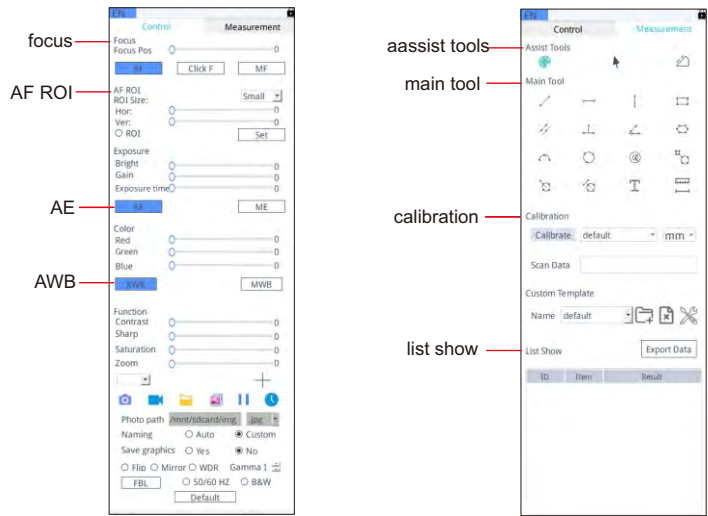 EN
Control Measurement
focus
Focus
Focus Pos 0
AF Click F MF
AF ROI
AF ROI
ROI Size: Small
Hor: 0
Ver: 0
ROI Set
Exposure
Bright 0
Gain 0
Exposure time 0
AE
AE ME
Color
Red 0
Green 0
Blue 0
AWB
AWB MWB
Function
Contrast 0
Sharp 0
Saturation 0
Zoom 0
Photo path /mnt/sdcard/img .jpg
Naming Auto Custom
Save graphics Yes No
Flip Mirror WDR Gamma 1
FBL 50/60 HZ B&W
Default
EN
Control Measurement
aassist tools
Assist Tools
main tool
Main Tool
T
calibration
Calibration
Calibrate default mm
Scan Data
Custom Template
Name default
list show
List Show Export Data
ID Item Result